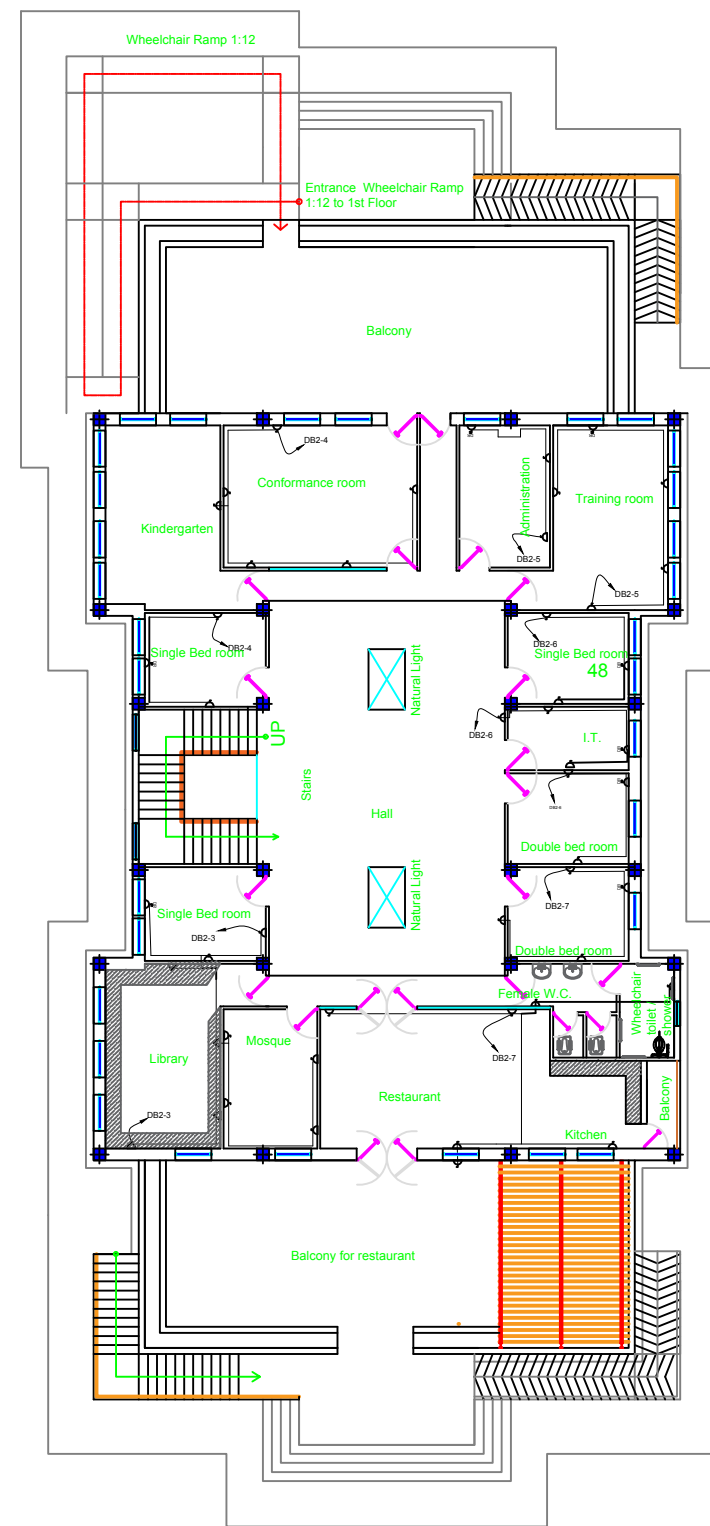 Wheelchair Ramp 1:12
Entrance Wheelchair Ramp
1:12 to 1st Floor
Balcony
DB2-4
Conformance room
Kindergarten
Administration
Training room
DB2-5
DB2-5
Single Bed room
DB2-4
DB2-6
Single Bed room
48
Natural Light
UP
DB2-6
I.T.
Stairs
Hall
DB2-6
Double bed room
Natural Light
Single Bed room
DB2-3
DB2-7
Double bed room
Female W.C.
Wheelchair
toilet /
shower
Mosque
Library
DB2-7
Restaurant
Balcony
DB2-3
Kitchen
Balcony for restaurant